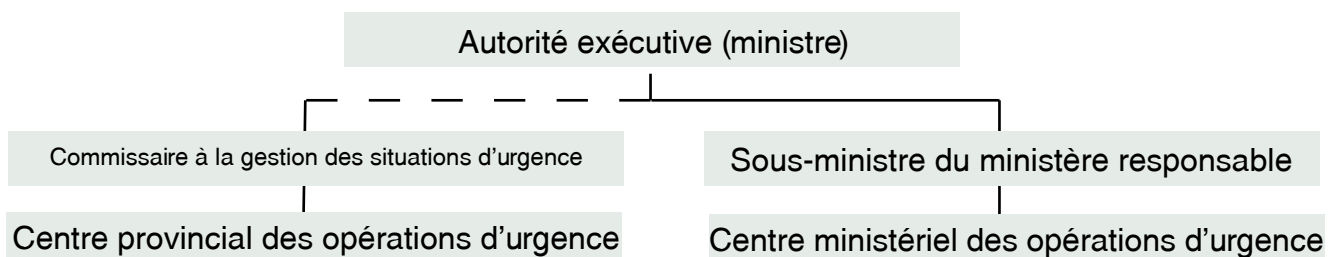 Autorité exécutive (ministre)
Commissaire à la gestion des situations d’urgence
Sous-ministre du ministère responsable
Centre provincial des opérations d’urgence
Centre ministériel des opérations d’urgence